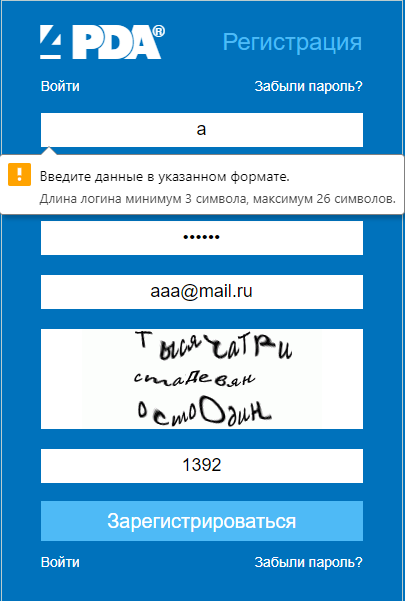 4PDA®
Регистрация
Войти
Забыли пароль?
a
Введите данные в указанном формате.
Длина логина минимум 3 символа, максимум 26 символов.
••••••
aaa@mail.ru
ТысячаТРи
стадевян
остоОдин
1392
Зарегистрироваться
Войти
Забыли пароль?